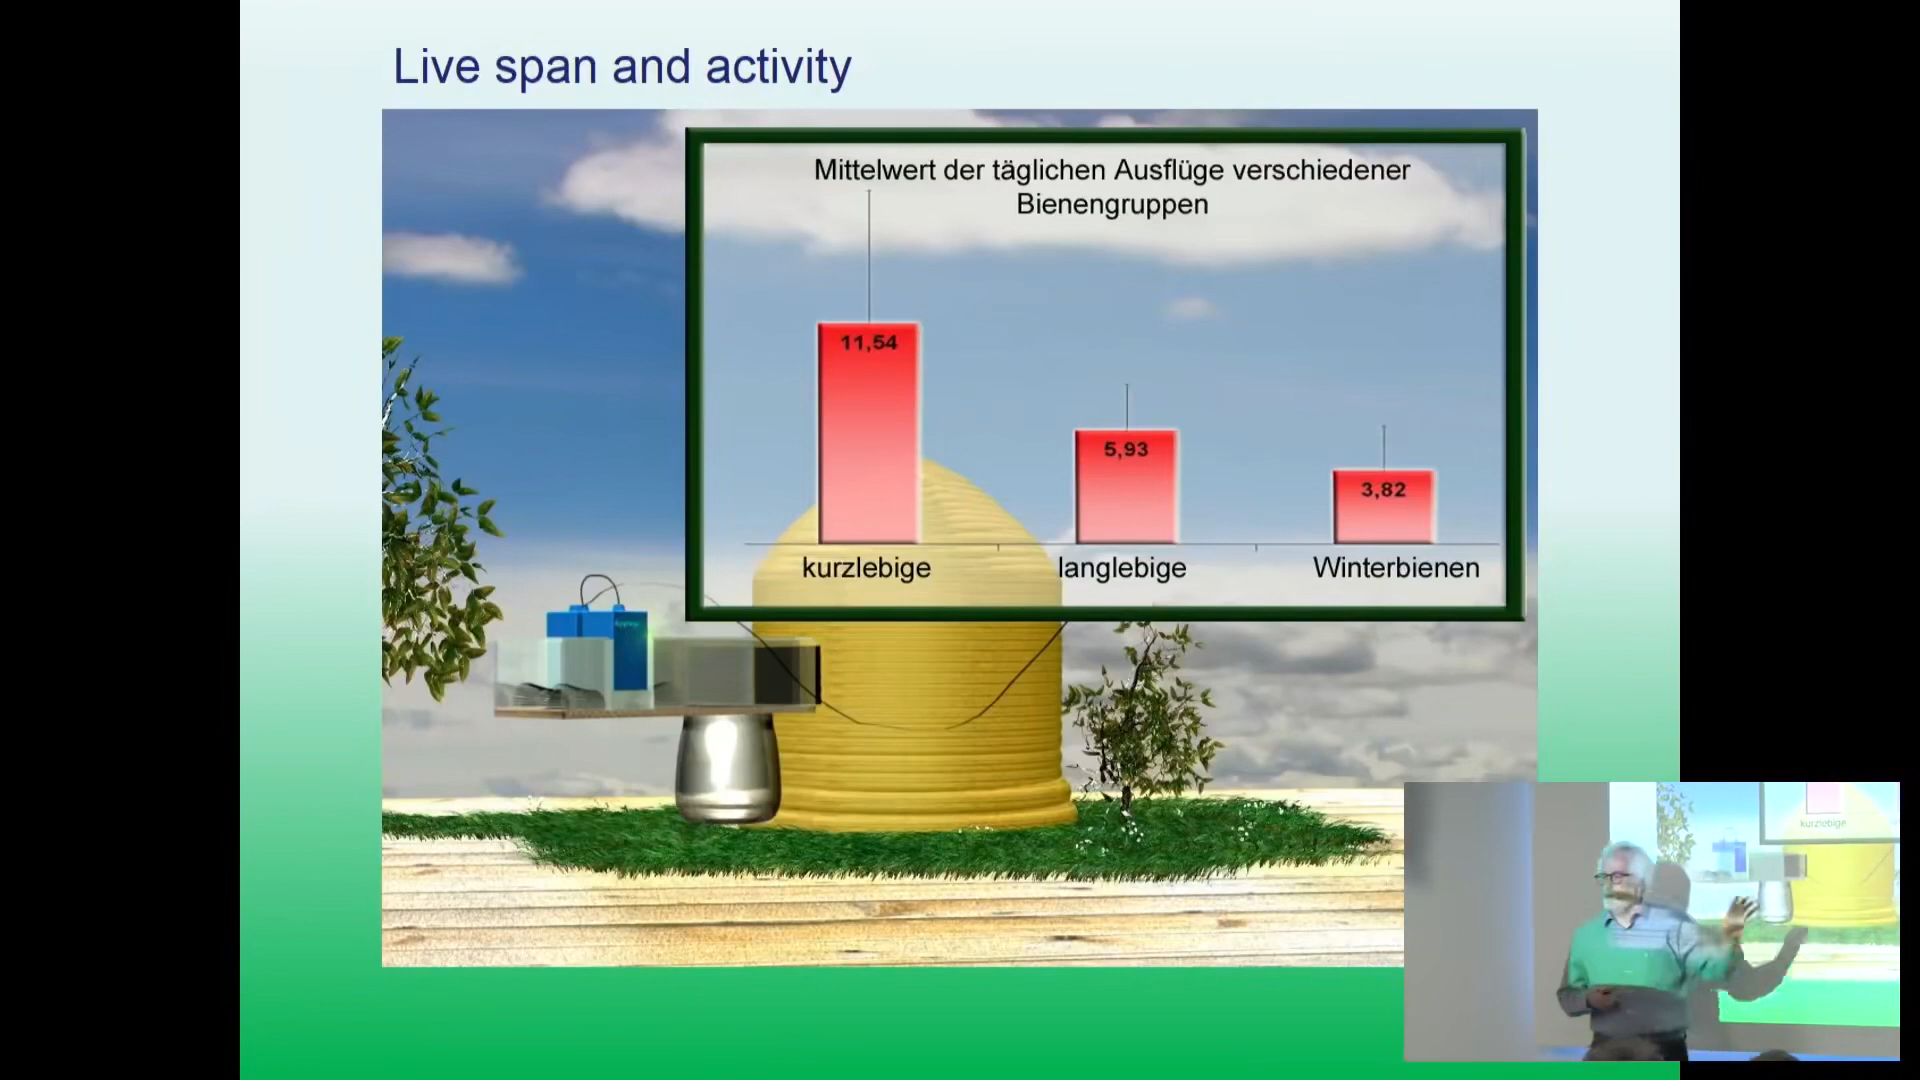 Live span and activity
Mittelwert der täglichen Ausflüge verschiedener
Bienengruppen
11,54
5,93
3,82
kurzlebige
langlebige
Winterbienen
kurzlebige